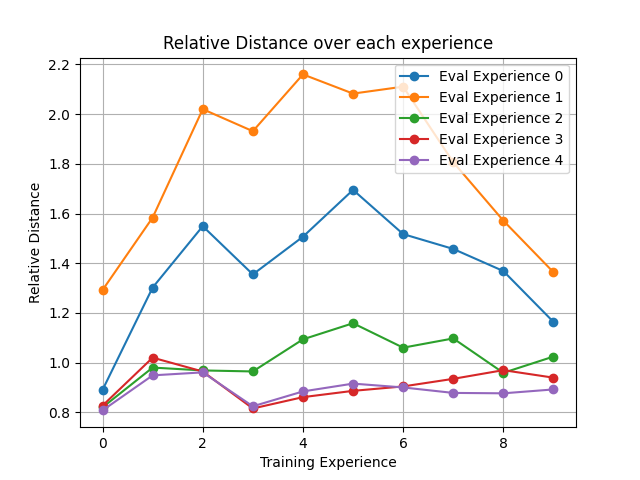 Relative Distance over each experience
2.2
2.0
1.8
1.6
1.4
1.2
1.0
0.8
Relative Distance
Eval Experience 0
Eval Experience 1
Eval Experience 2
Eval Experience 3
Eval Experience 4
0 2 4 6 8
Training Experience